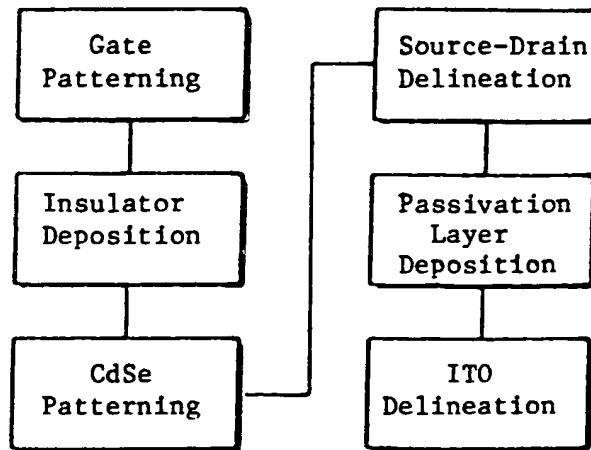 Gate
Patterning
Insulator
Deposition
CdSe
Patterning
Source-Drain
Delineation
Passivation
Layer
Deposition
ITO
Delineation